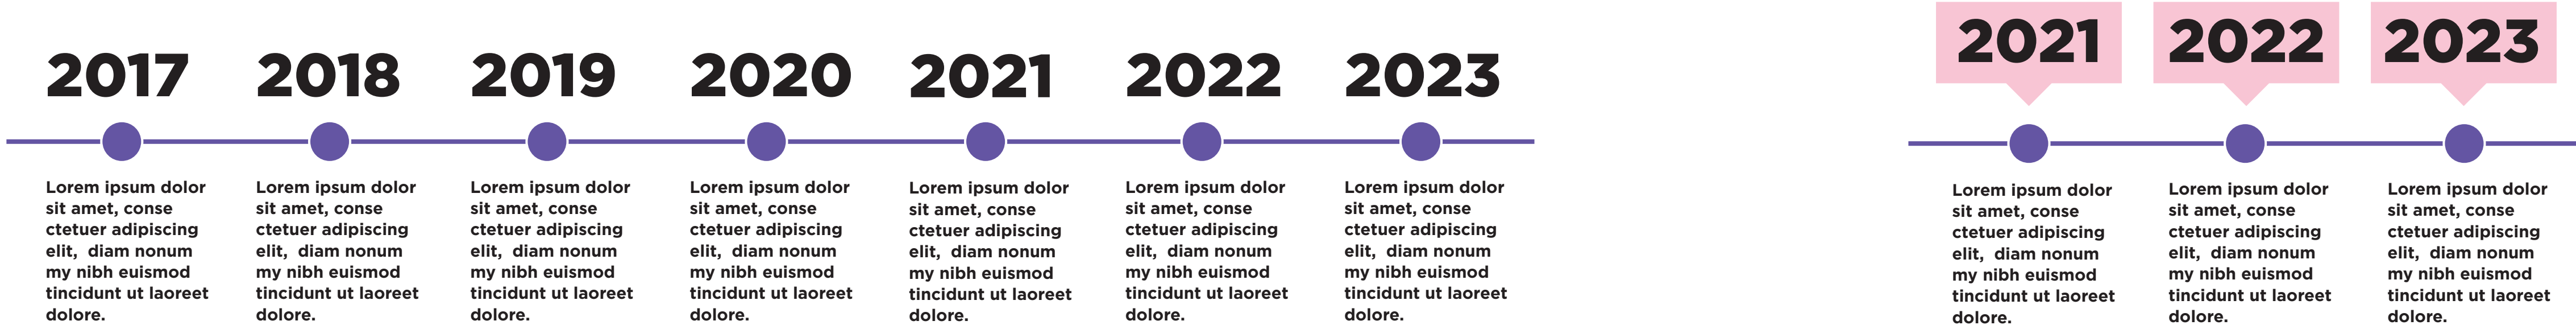 2017
Lorem ipsum dolor
sit amet, conse
ctetuer adipiscing
elit,  diam nonum
my nibh euismod
tincidunt ut laoreet
dolore.
2018
Lorem ipsum dolor
sit amet, conse
ctetuer adipiscing
elit,  diam nonum
my nibh euismod
tincidunt ut laoreet
dolore.
2019
Lorem ipsum dolor
sit amet, conse
ctetuer adipiscing
elit,  diam nonum
my nibh euismod
tincidunt ut laoreet
dolore.
2020
Lorem ipsum dolor
sit amet, conse
ctetuer adipiscing
elit,  diam nonum
my nibh euismod
tincidunt ut laoreet
dolore.
2021
Lorem ipsum dolor
sit amet, conse
ctetuer adipiscing
elit,  diam nonum
my nibh euismod
tincidunt ut laoreet
dolore.
2022
Lorem ipsum dolor
sit amet, conse
ctetuer adipiscing
elit,  diam nonum
my nibh euismod
tincidunt ut laoreet
dolore.
2023
Lorem ipsum dolor
sit amet, conse
ctetuer adipiscing
elit,  diam nonum
my nibh euismod
tincidunt ut laoreet
dolore.
2021
Lorem ipsum dolor
sit amet, conse
ctetuer adipiscing
elit,  diam nonum
my nibh euismod
tincidunt ut laoreet
dolore.
2022
Lorem ipsum dolor
sit amet, conse
ctetuer adipiscing
elit,  diam nonum
my nibh euismod
tincidunt ut laoreet
dolore.
2023
Lorem ipsum dolor
sit amet, conse
ctetuer adipiscing
elit,  diam nonum
my nibh euismod
tincidunt ut laoreet
dolore.